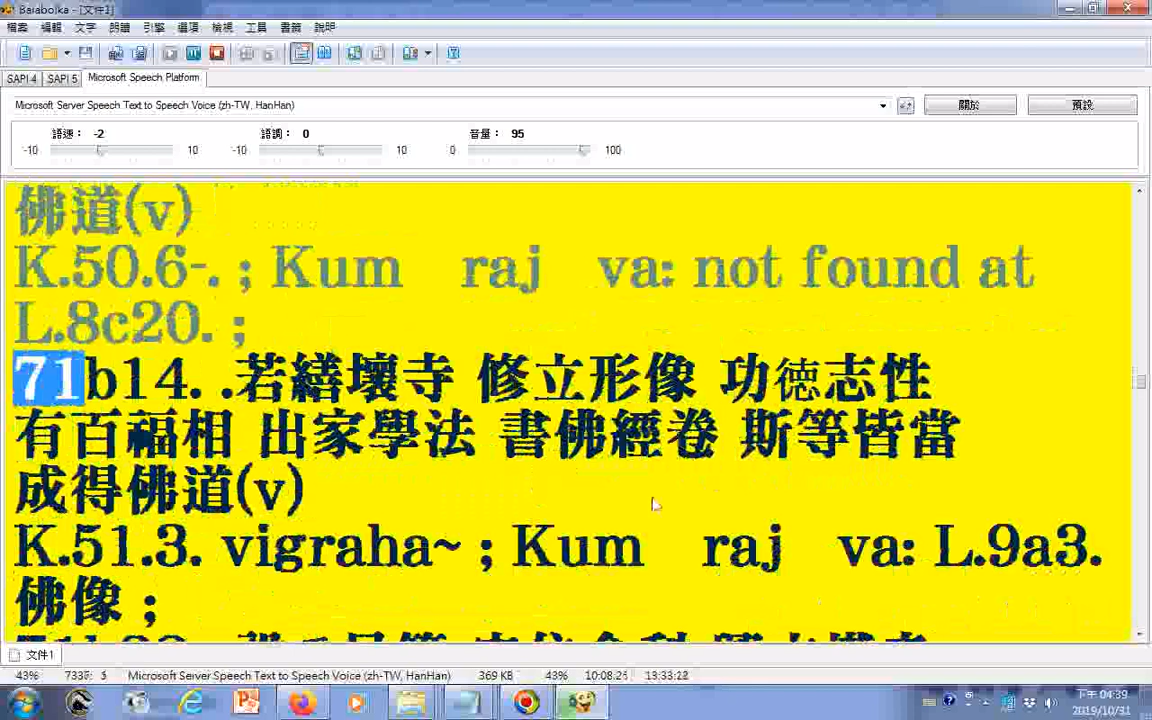 Balabolka - [文件1]
檔案 編輯 文字 朗讀 引擎 選項 檢視 工具 書籤 說明
SAPI 4 SAPI 5 Microsoft Speech Platform
Microsoft Server Speech Text to Speech Voice (zh-TW, HanHan) 關於 預設
語速： -2 語調： 0 音量： 95
-10 10 -10 10 0 100
佛道(v)
K.50.6-. ; Kum raj va: not found at
L.8c20. ;
71b14. .若繕壞寺 修立形像 功德志性
有百福相 出家學法 書佛經卷 斯等皆當
成得佛道(v)
K.51.3. vigraha~ ; Kum raj va: L.9a3.
佛像 ;
文件1
43% Microsoft Server Speech Text to Speech Voice (zh-TW, HanHan) 369 KB 43% 10:08:25 13:33:22
下午 04:39
2019/10/31